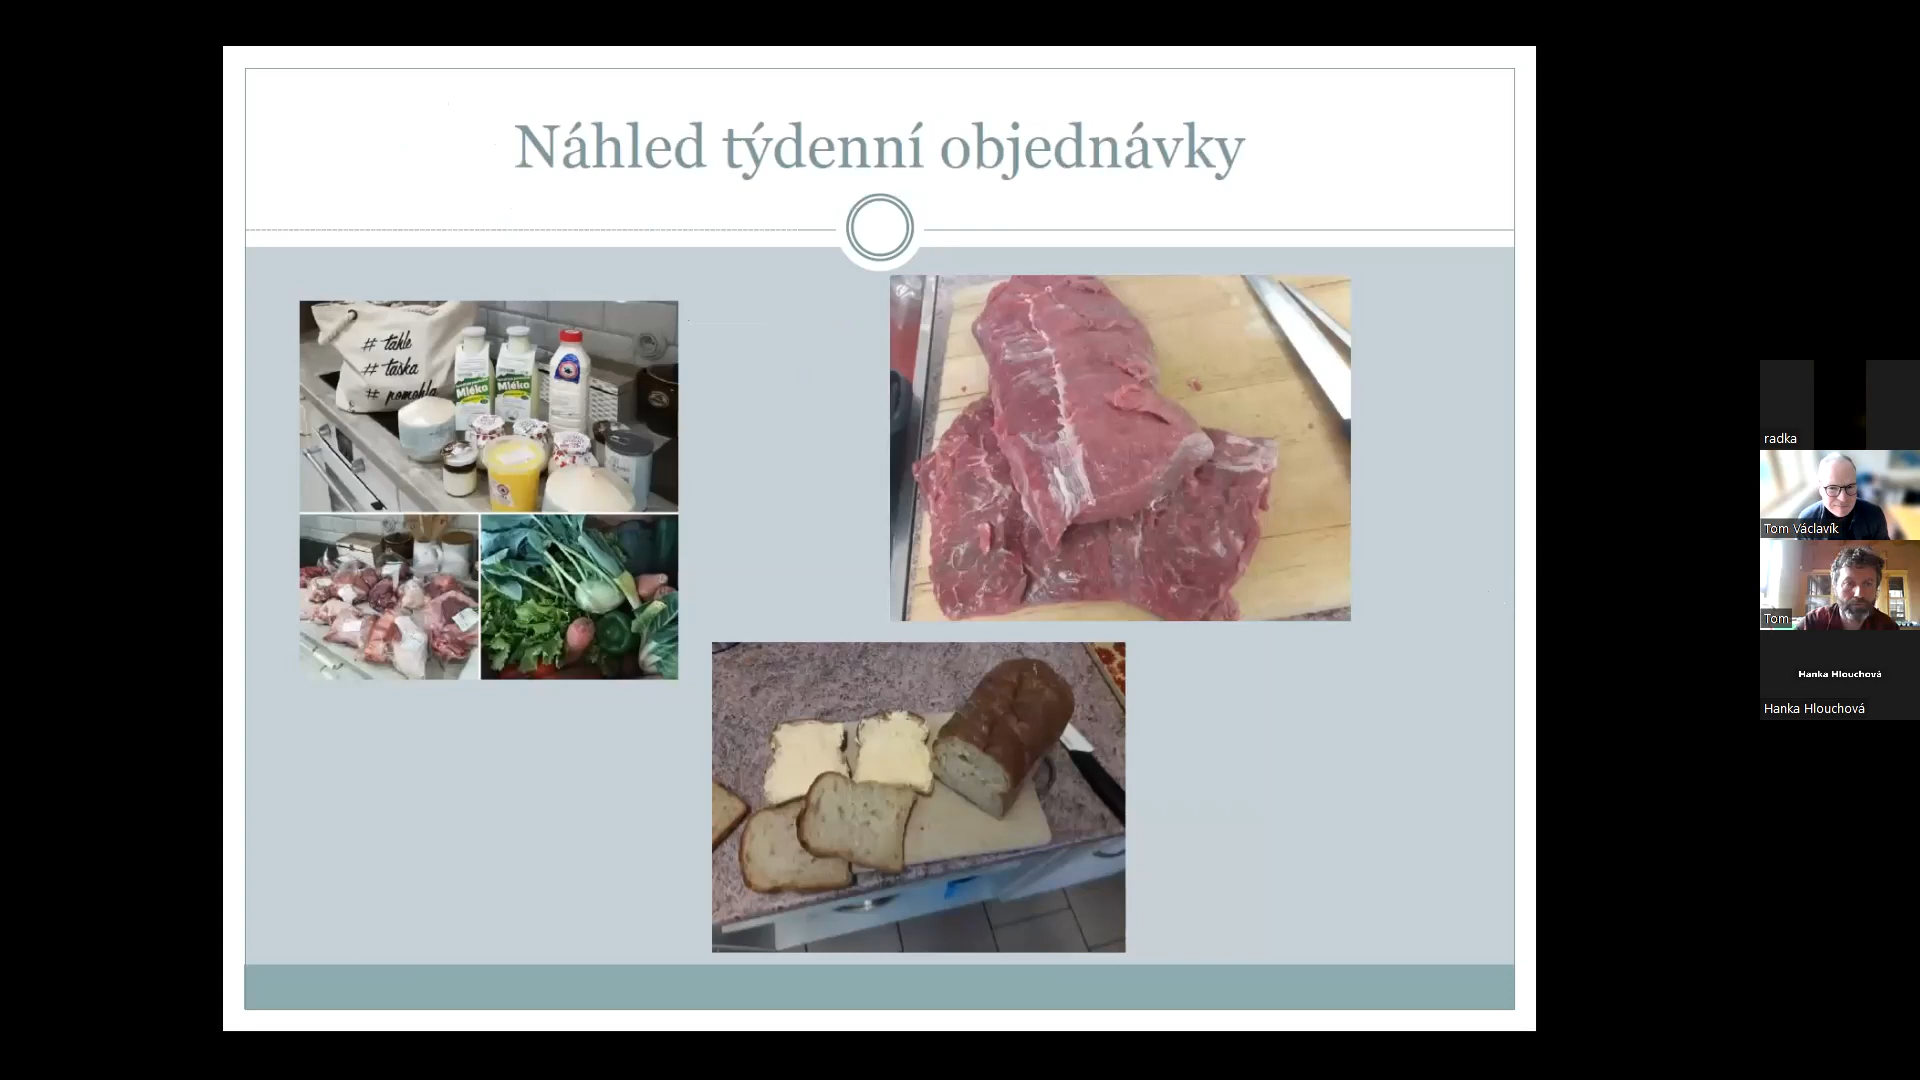 Náhled týdenní objednávky
# takle
# taška
# pomohla
Mléko
Mléko
radka
Tom Václavík
Tom
Hanka Hlouchová
Hanka Hlouchová